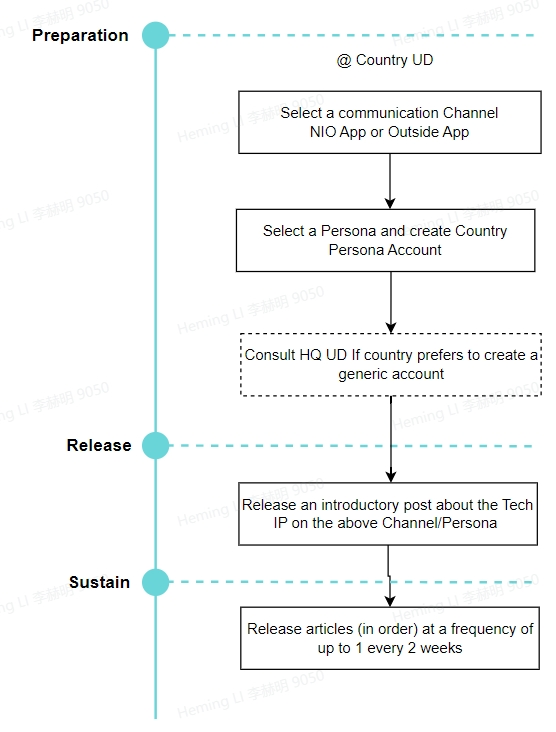 Preparation
@ Country UD
Select a communication Channel
NIO App or Outside App
Select a Persona and create Country
Persona Account
Consult HQ UD If country prefers to create a
generic account
Release
Release an introductory post about the Tech
IP on the above Channel/Persona
Sustain
Release articles (in order) at a frequency of
up to 1 every 2 weeks
Heming LI 李赫明 9050